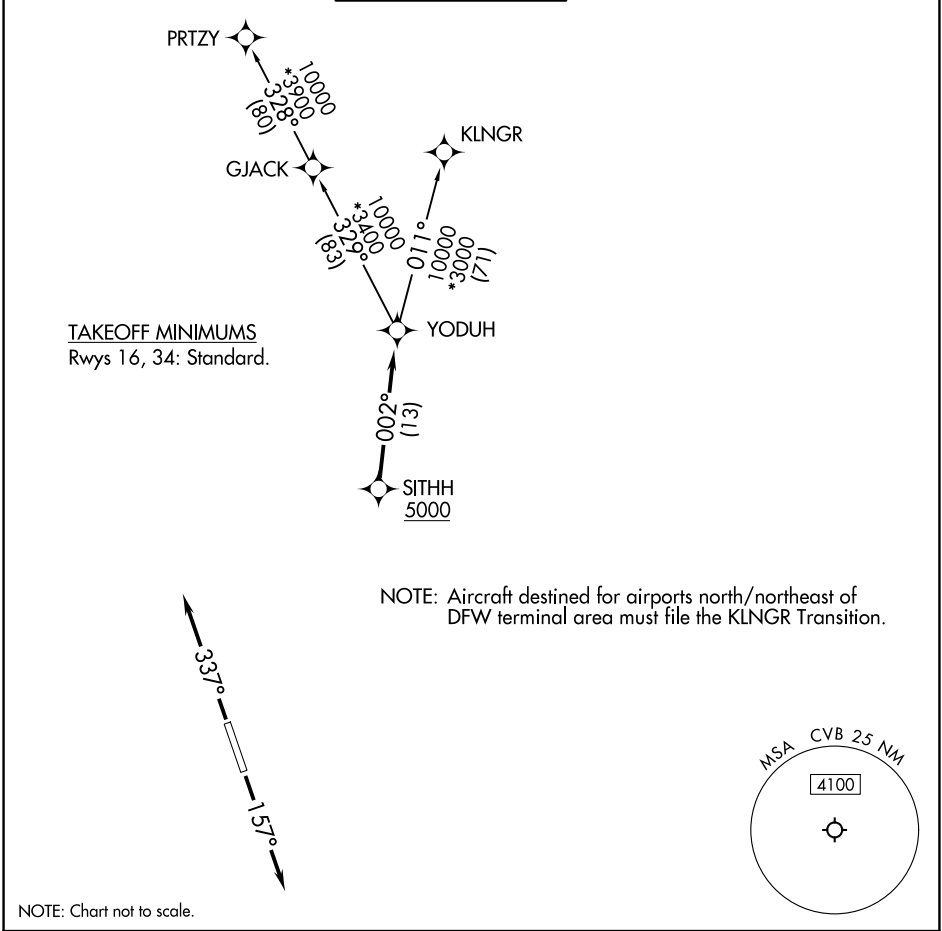 PRTZY
10000
*3900
328°
(80)
KLNGR
GJACK
10000
*3400
329°
(83)
011°
10000
*3000
(71)
YODUH
TAKEOFF MINIMUMS
Rwys 16, 34: Standard.
002°
(13)
SITHH
5000
NOTE: Aircraft destined for airports north/northeast of
DFW terminal area must file the KLNGR Transition.
337°
157°
MSA CVB 25 NM
4100
NOTE: Chart not to scale.